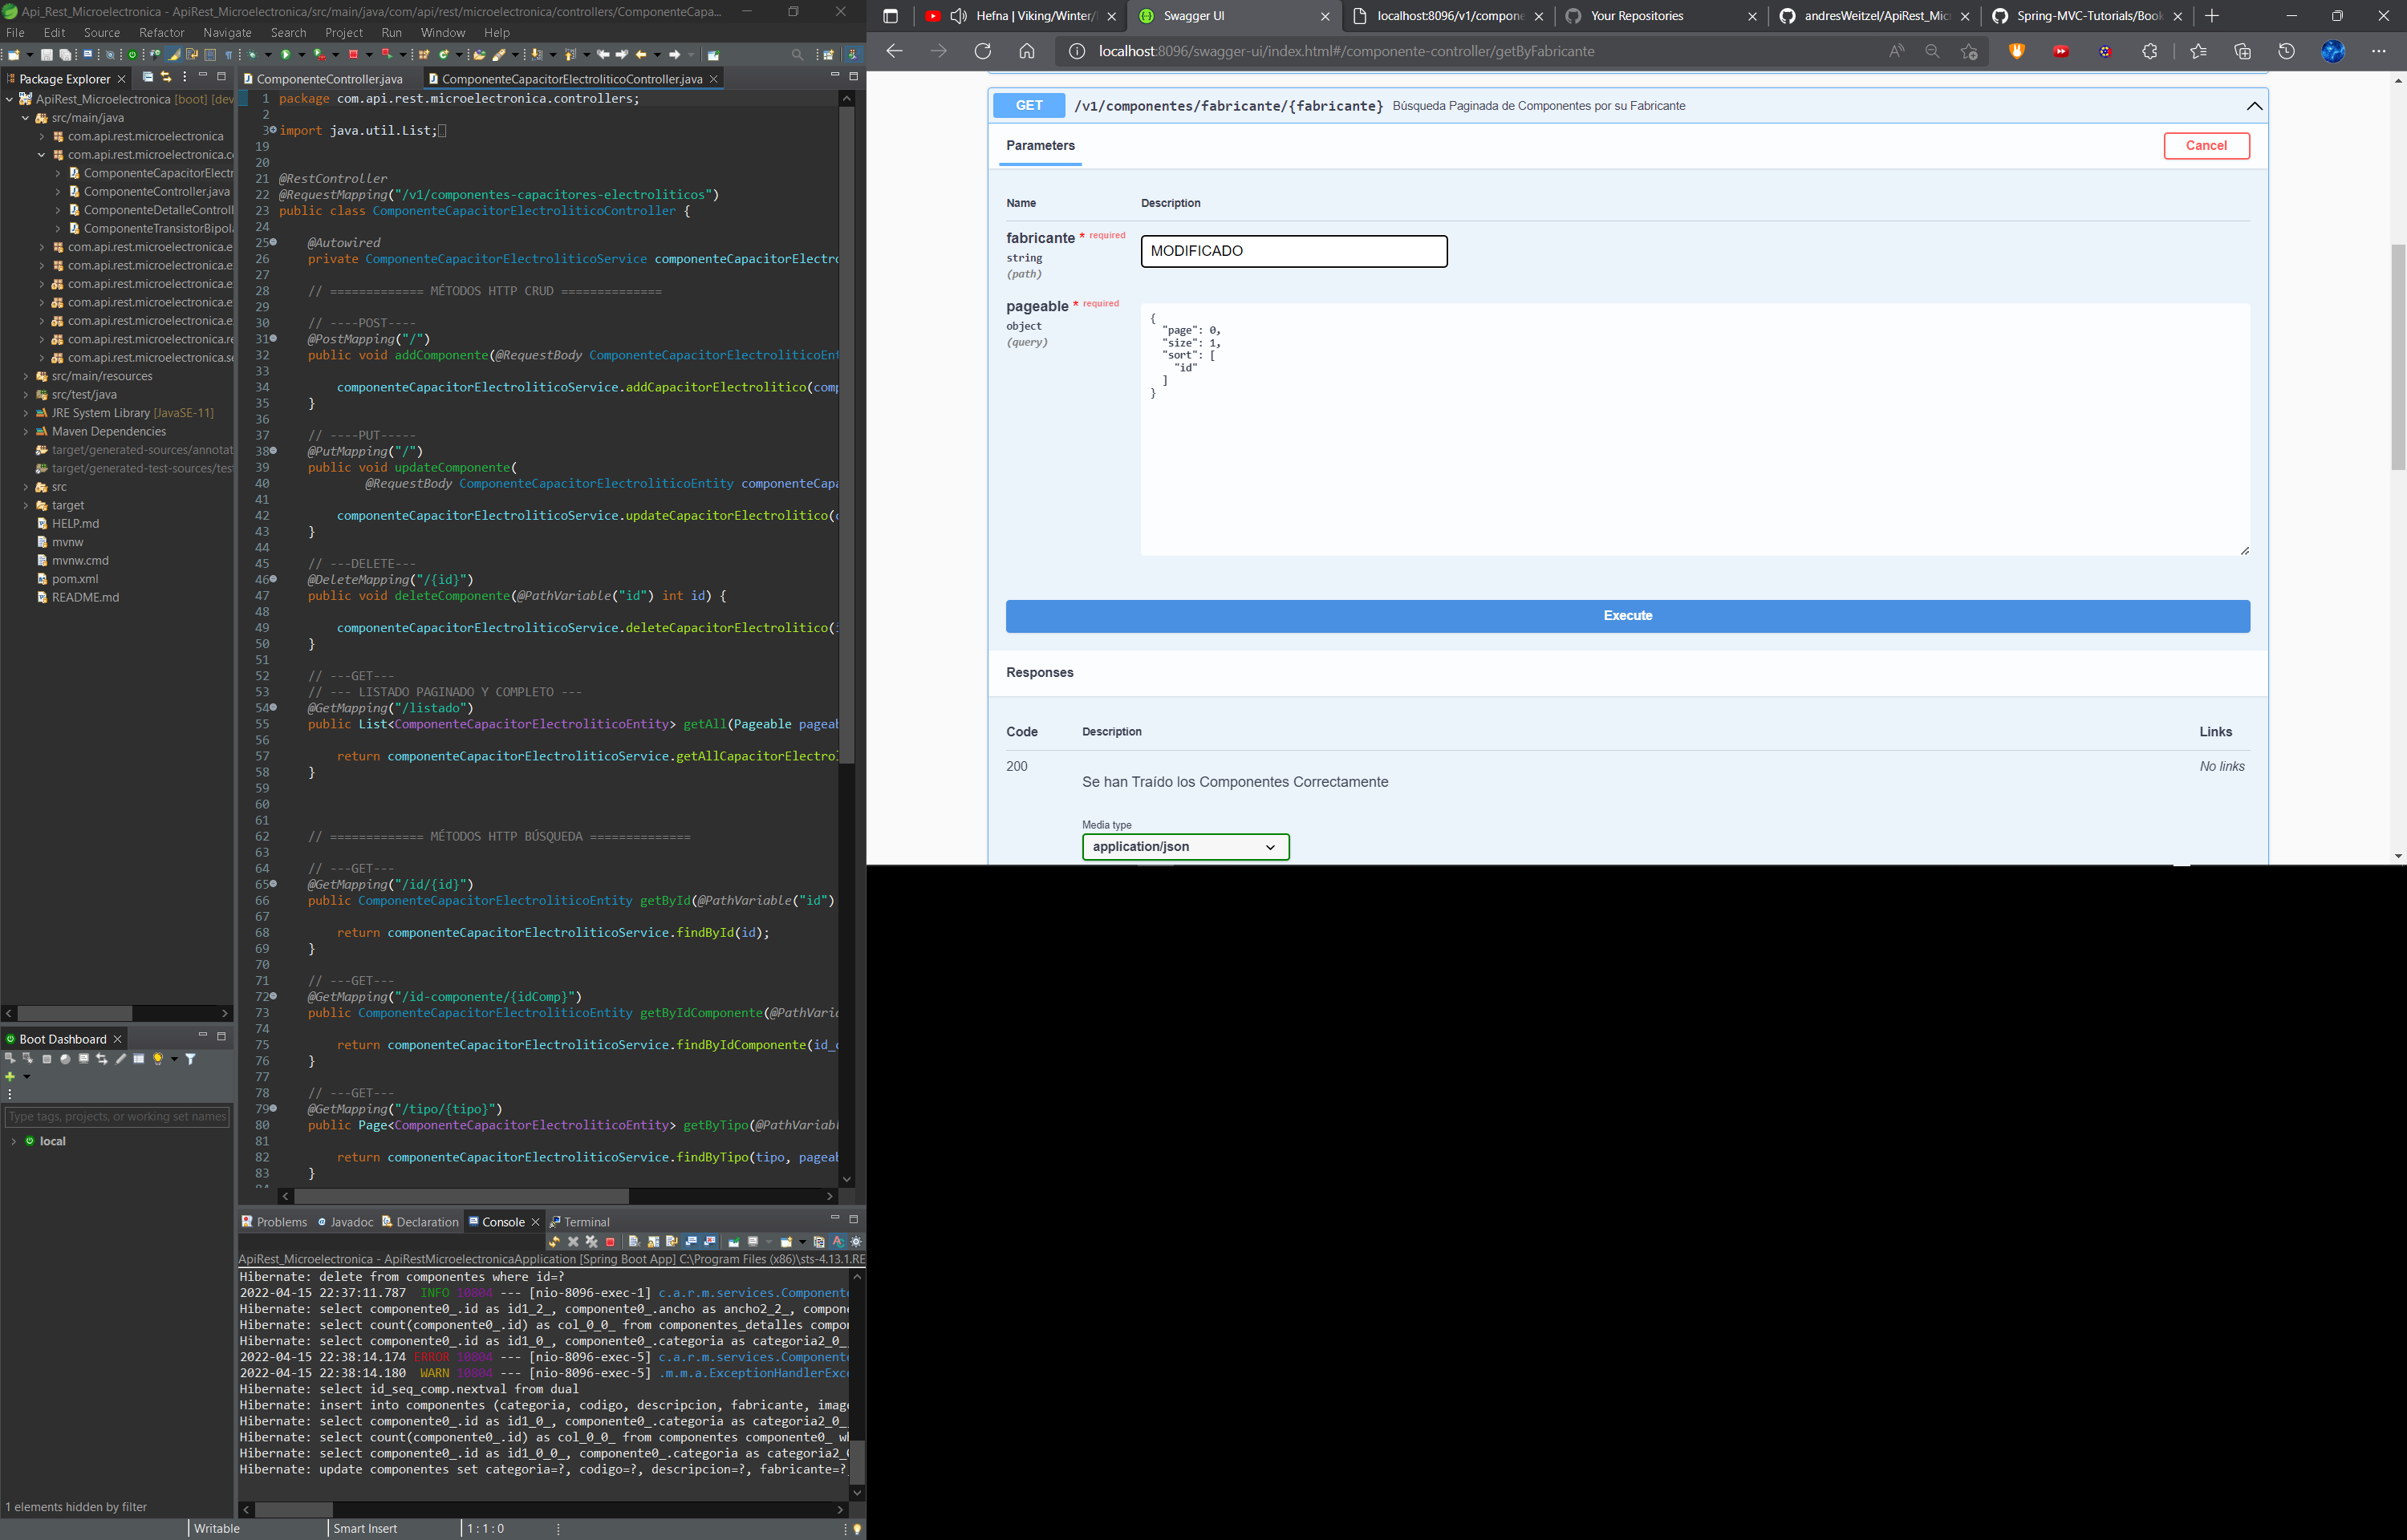 Api_Rest_Microelectronica - ApiRest_Microelectronica/src/main/java/com/api/rest/microelectronica/controllers/ComponenteCapa...
File Edit Source Refactor Navigate Search Project Run Window Help
Package Explorer
ApiRest_Microelectronica [boot] [dev
src/main/java
com.api.rest.microelectronica
com.api.rest.microelectronica.co
ComponenteCapacitorElectr
ComponenteController.java
ComponenteDetalleControll
ComponenteTransistorBipola
com.api.rest.microelectronica.e
com.api.rest.microelectronica.e
com.api.rest.microelectronica.e
com.api.rest.microelectronica.e
com.api.rest.microelectronica.e
com.api.rest.microelectronica.re
com.api.rest.microelectronica.se
src/main/resources
src/test/java
JRE System Library [JavaSE-11]
Maven Dependencies
target/generated-sources/annotat
target/generated-test-sources/test
src
target
HELP.md
mvnw
mvnw.cmd
pom.xml
README.md
Boot Dashboard
Type tags, projects, or working set names
local
1 elements hidden by filter
ComponenteController.java ComponenteCapacitorElectroliticoController.java
1 package com.api.rest.microelectronica.controllers;
2
3 import java.util.List;
19
20
21 @RestController
22 @RequestMapping("/v1/componentes-capacitores-electroliticos")
23 public class ComponenteCapacitorElectroliticoController {
24
25 @Autowired
26 private ComponenteCapacitorElectroliticoService componenteCapacitorElectro
27
28 // ============= MÉTODOS HTTP CRUD ==============
29
30 // ----POST----
31 @PostMapping("/")
32 public void addComponente(@RequestBody ComponenteCapacitorElectroliticoEnt
33
34 componenteCapacitorElectroliticoService.addCapacitorElectrolitico(comp
35 }
36
37 // ----PUT-----
38 @PutMapping("/")
39 public void updateComponente(
40 @RequestBody ComponenteCapacitorElectroliticoEntity componenteCapa
41
42 componenteCapacitorElectroliticoService.updateCapacitorElectrolitico(c
43 }
44
45 // ---DELETE---
46 @DeleteMapping("/{id}")
47 public void deleteComponente(@PathVariable("id") int id) {
48
49 componenteCapacitorElectroliticoService.deleteCapacitorElectrolitico(i
50 }
51
52 // ---GET---
53 // --- LISTADO PAGINADO Y COMPLETO ---
54 @GetMapping("/listado")
55 public List<ComponenteCapacitorElectroliticoEntity> getAll(Pageable pageab
56
57 return componenteCapacitorElectroliticoService.getAllCapacitorElectrol
58 }
59
60
61
62 // ============= MÉTODOS HTTP BÚSQUEDA ==============
63
64 // ---GET---
65 @GetMapping("/id/{id}")
66 public ComponenteCapacitorElectroliticoEntity getById(@PathVariable("id")
67
68 return componenteCapacitorElectroliticoService.findById(id);
69 }
70
71 // ---GET---
72 @GetMapping("/id-componente/{idComp}")
73 public ComponenteCapacitorElectroliticoEntity getByIdComponente(@PathVaria
74
75 return componenteCapacitorElectroliticoService.findByIdComponente(id_c
76 }
77
78 // ---GET---
79 @GetMapping("/tipo/{tipo}")
80 public Page<ComponenteCapacitorElectroliticoEntity> getByTipo(@PathVariabl
81
82 return componenteCapacitorElectroliticoService.findByTipo(tipo, pageab
83 }
84
Problems Javadoc Declaration Console Terminal
ApiRest_Microelectronica - ApiRestMicroelectronicaApplication [Spring Boot App] C:\Program Files (x86)\sts-4.13.1.RE
Hibernate: delete from componentes where id=?
2022-04-15 22:37:11.787 INFO 10804 --- [nio-8096-exec-1] c.a.r.m.services.Componente
Hibernate: select componente0_.id as id1_2_, componente0_.ancho as ancho2_2_, compon
Hibernate: select count(componente0_.id) as col_0_0_ from componentes_detalles compon
Hibernate: select componente0_.id as id1_0_, componente0_.categoria as categoria2_0_
2022-04-15 22:38:14.174 ERROR 10804 --- [nio-8096-exec-5] c.a.r.m.services.Componente
2022-04-15 22:38:14.180 WARN 10804 --- [nio-8096-exec-5] .m.m.a.ExceptionHandlerExce
Hibernate: select id_seq_comp.nextval from dual
Hibernate: insert into componentes (categoria, codigo, descripcion, fabricante, image
Hibernate: select componente0_.id as id1_0_, componente0_.categoria as categoria2_0_
Hibernate: select count(componente0_.id) as col_0_0_ from componentes componente0_ wh
Hibernate: select componente0_.id as id1_0_0_, componente0_.categoria as categoria2_0
Hibernate: update componentes set categoria=?, codigo=?, descripcion=?, fabricante=?,
Writable Smart Insert 1 : 1 : 0
Hefna | Viking/Winter/ Swagger UI localhost:8096/v1/compone Your Repositories andresWeitzel/ApiRest_Mic Spring-MVC-Tutorials/Book
localhost:8096/swagger-ui/index.html#/componente-controller/getByFabricante
GET /v1/componentes/fabricante/{fabricante} Búsqueda Paginada de Componentes por su Fabricante
Parameters Cancel
Name Description
fabricante * required
string
(path)
MODIFICADO
pageable * required
object
(query)
{
"page": 0,
"size": 1,
"sort": [
"id"
]
}
Execute
Responses
Code Description Links
200 Se han Traído los Componentes Correctamente No links
Media type
application/json